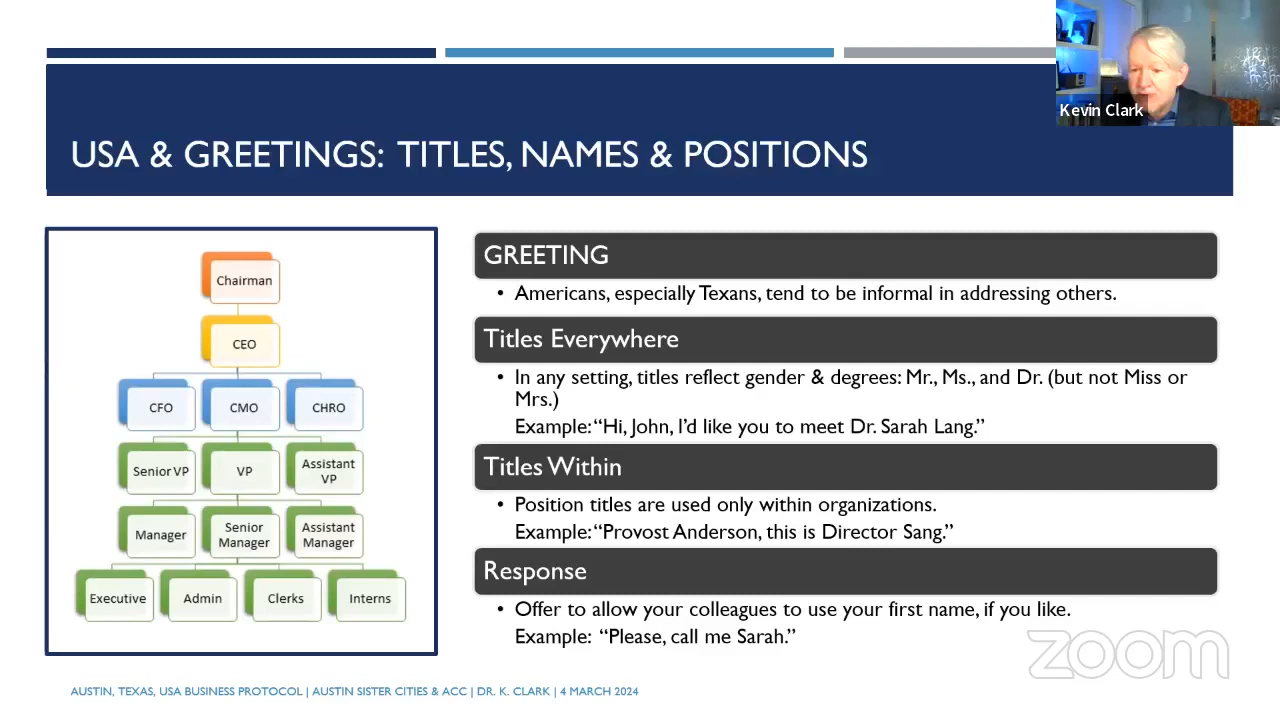 Kevin Clark
USA & GREETINGS: TITLES, NAMES & POSITIONS
Chairman
CEO
CFO
CMO
CHRO
Senior VP
VP
Assistant
VP
Manager
Senior
Manager
Assistant
Manager
Executive
Admin
Clerks
Interns
GREETING
• Americans, especially Texans, tend to be informal in addressing others.
Titles Everywhere
• In any setting, titles reflect gender & degrees: Mr., Ms., and Dr. (but not Miss or
Mrs.)
Example: “Hi, John, I’d like you to meet Dr. Sarah Lang.”
Titles Within
• Position titles are used only within organizations.
Example: “Provost Anderson, this is Director Sang.”
Response
• Offer to allow your colleagues to use your first name, if you like.
Example: “Please, call me Sarah.”
zoom
AUSTIN, TEXAS, USA BUSINESS PROTOCOL | AUSTIN SISTER CITIES & ACC | DR. K. CLARK | 4 MARCH 2024